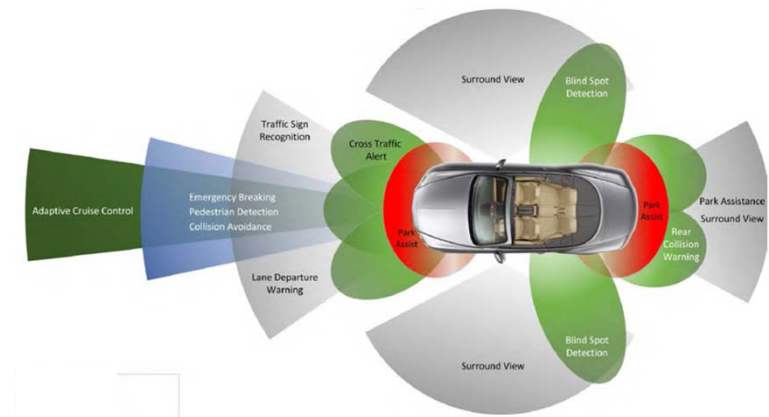 Surround View
Blind Spot
Detection
Traffic Sign
Recognition
Cross Traffic
Alert
Adaptive Cruise Control
Emergency Breaking
Pedestrian Detection
Collision Avoidance
Park
Assist
Park
Assist
Park Assistance
Surround View
Rear
Collision
Warning
Lane Departure
Warning
Surround View
Blind Spot
Detection